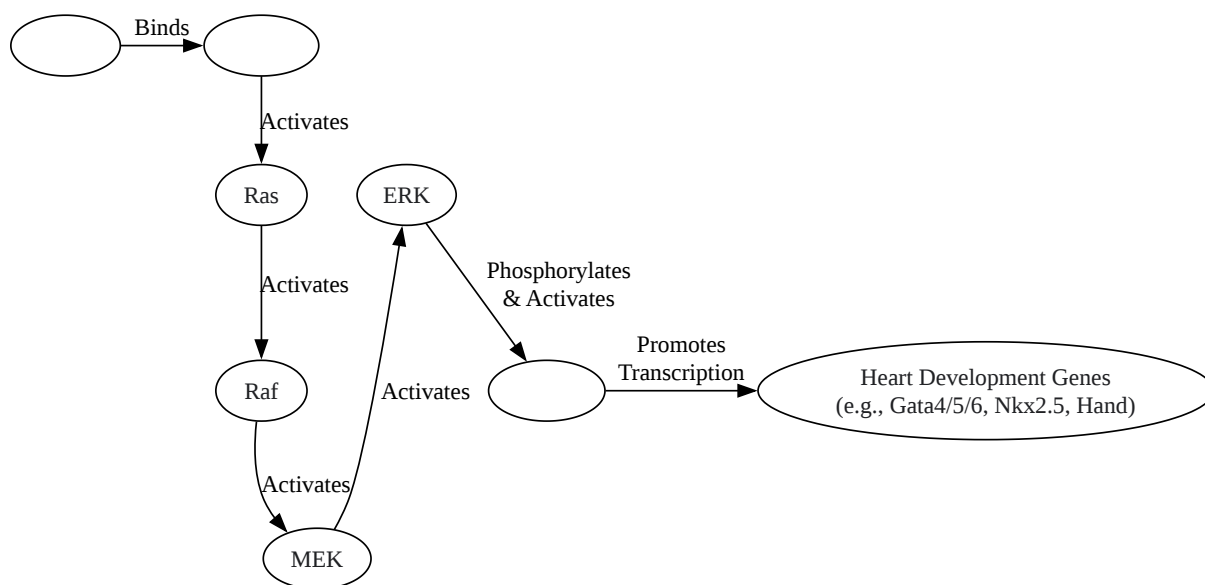 Binds
Activates
Ras
ERK
Activates
Phosphorylates
& Activates
Raf
Activates
Promotes
Transcription
Heart Development Genes
(e.g., Gata4/5/6, Nkx2.5, Hand)
Activates
MEK